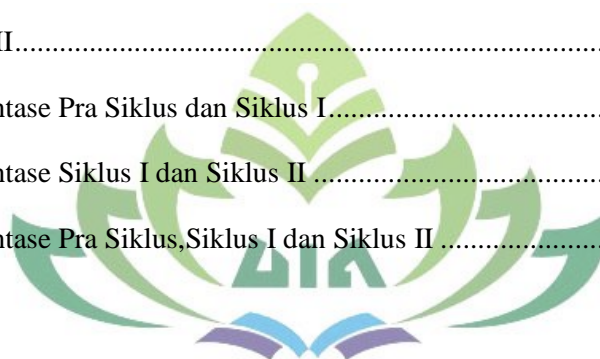 II....................................................................................
ntase Pra Siklus dan Siklus I.........................................
ntase Siklus I dan Siklus II ...........................................
ntase Pra Siklus,Siklus I dan Siklus II ........................